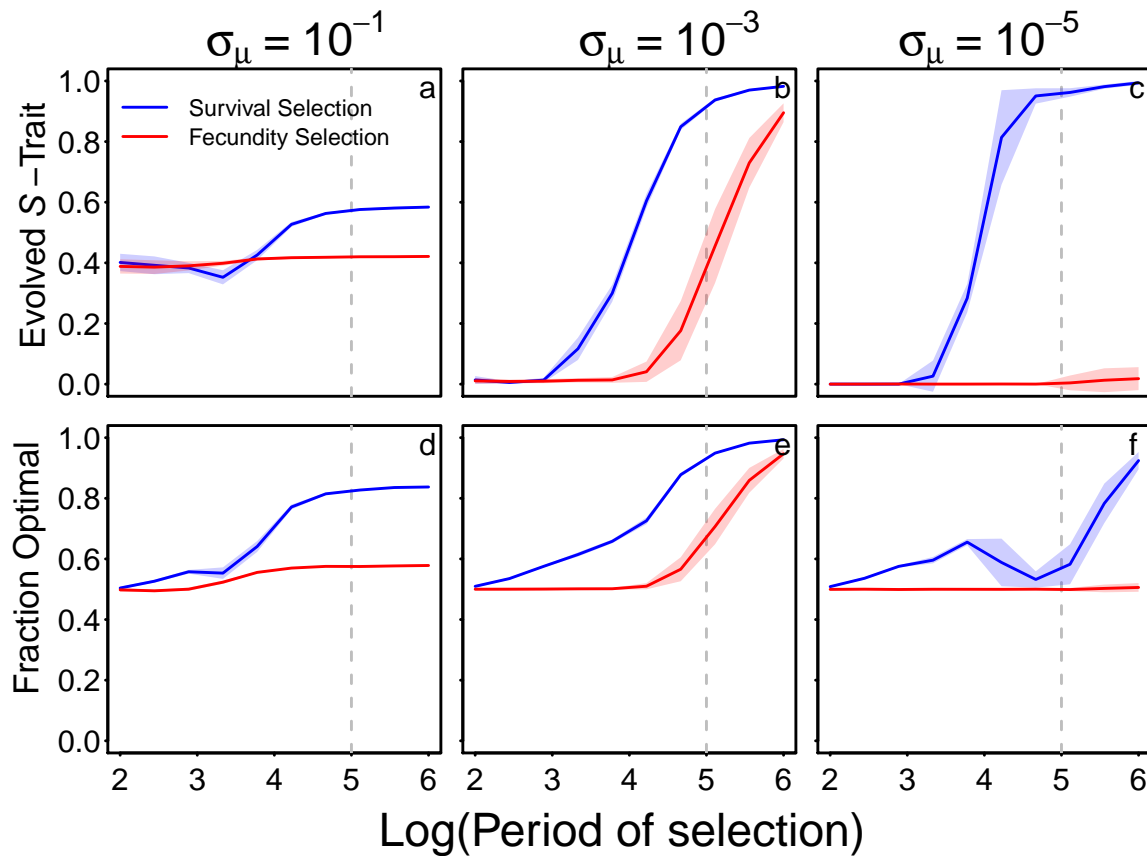 σμ = 10−1 σμ = 10−3 σμ = 10−5
Evolved S−Trait
1.0
0.8
0.6
0.4
0.2
0.0
a
Survival Selection
Fecundity Selection
b
c
Fraction Optimal
1.0
0.8
0.6
0.4
0.2
0.0
d
e
f
2 3 4 5 6 2 3 4 5 6 2 3 4 5 6
Log(Period of selection)